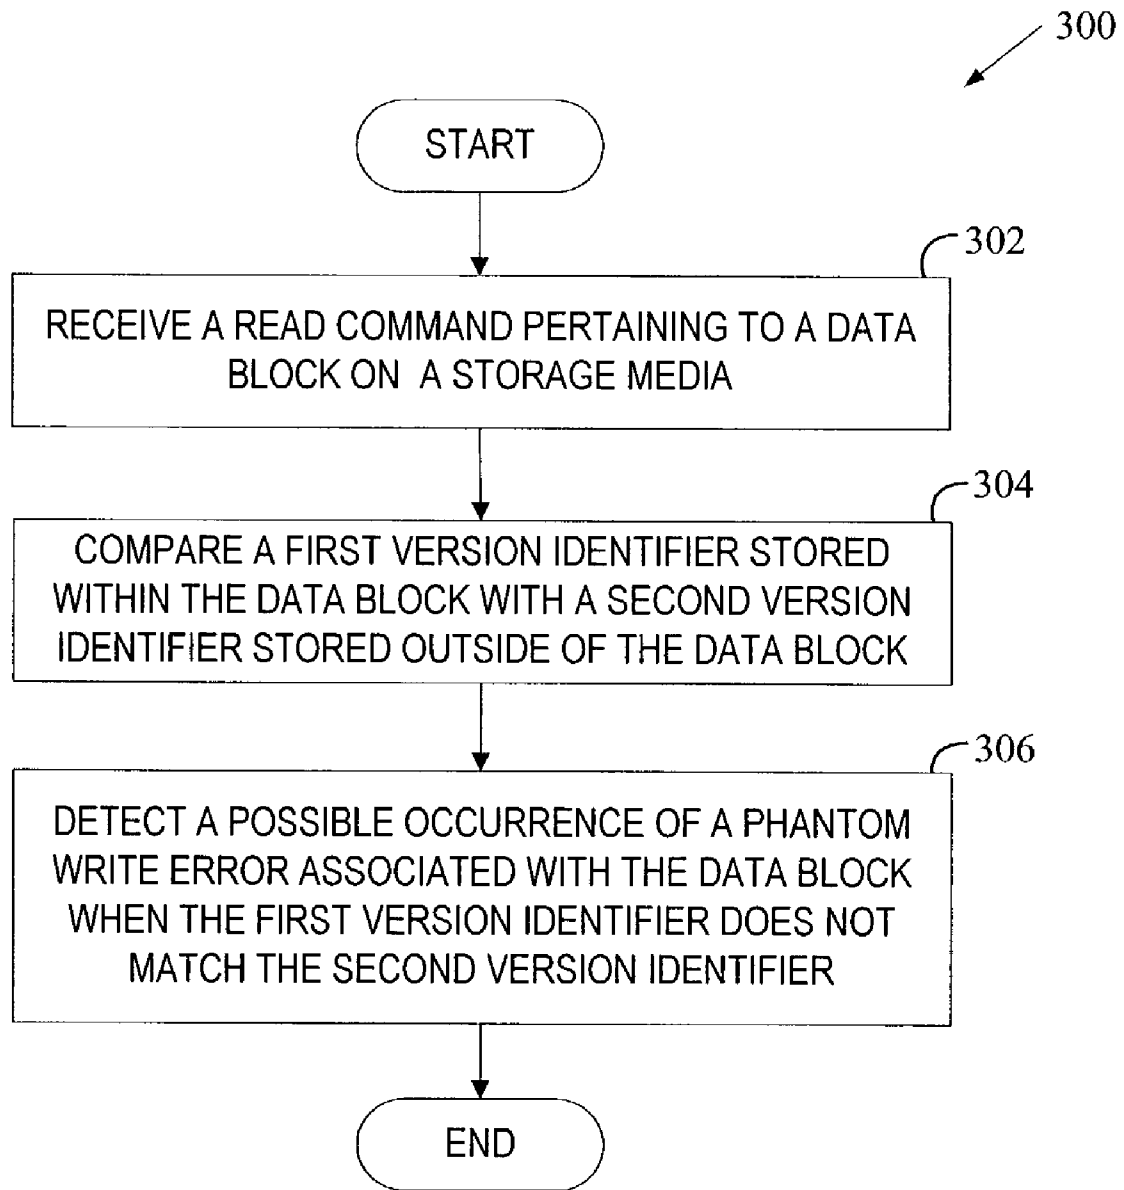 300
START
302
RECEIVE A READ COMMAND PERTAINING TO A DATA
BLOCK ON A STORAGE MEDIA
304
COMPARE A FIRST VERSION IDENTIFIER STORED
WITHIN THE DATA BLOCK WITH A SECOND VERSION
IDENTIFIER STORED OUTSIDE OF THE DATA BLOCK
306
DETECT A POSSIBLE OCCURRENCE OF A PHANTOM
WRITE ERROR ASSOCIATED WITH THE DATA BLOCK
WHEN THE FIRST VERSION IDENTIFIER DOES NOT
MATCH THE SECOND VERSION IDENTIFIER
END